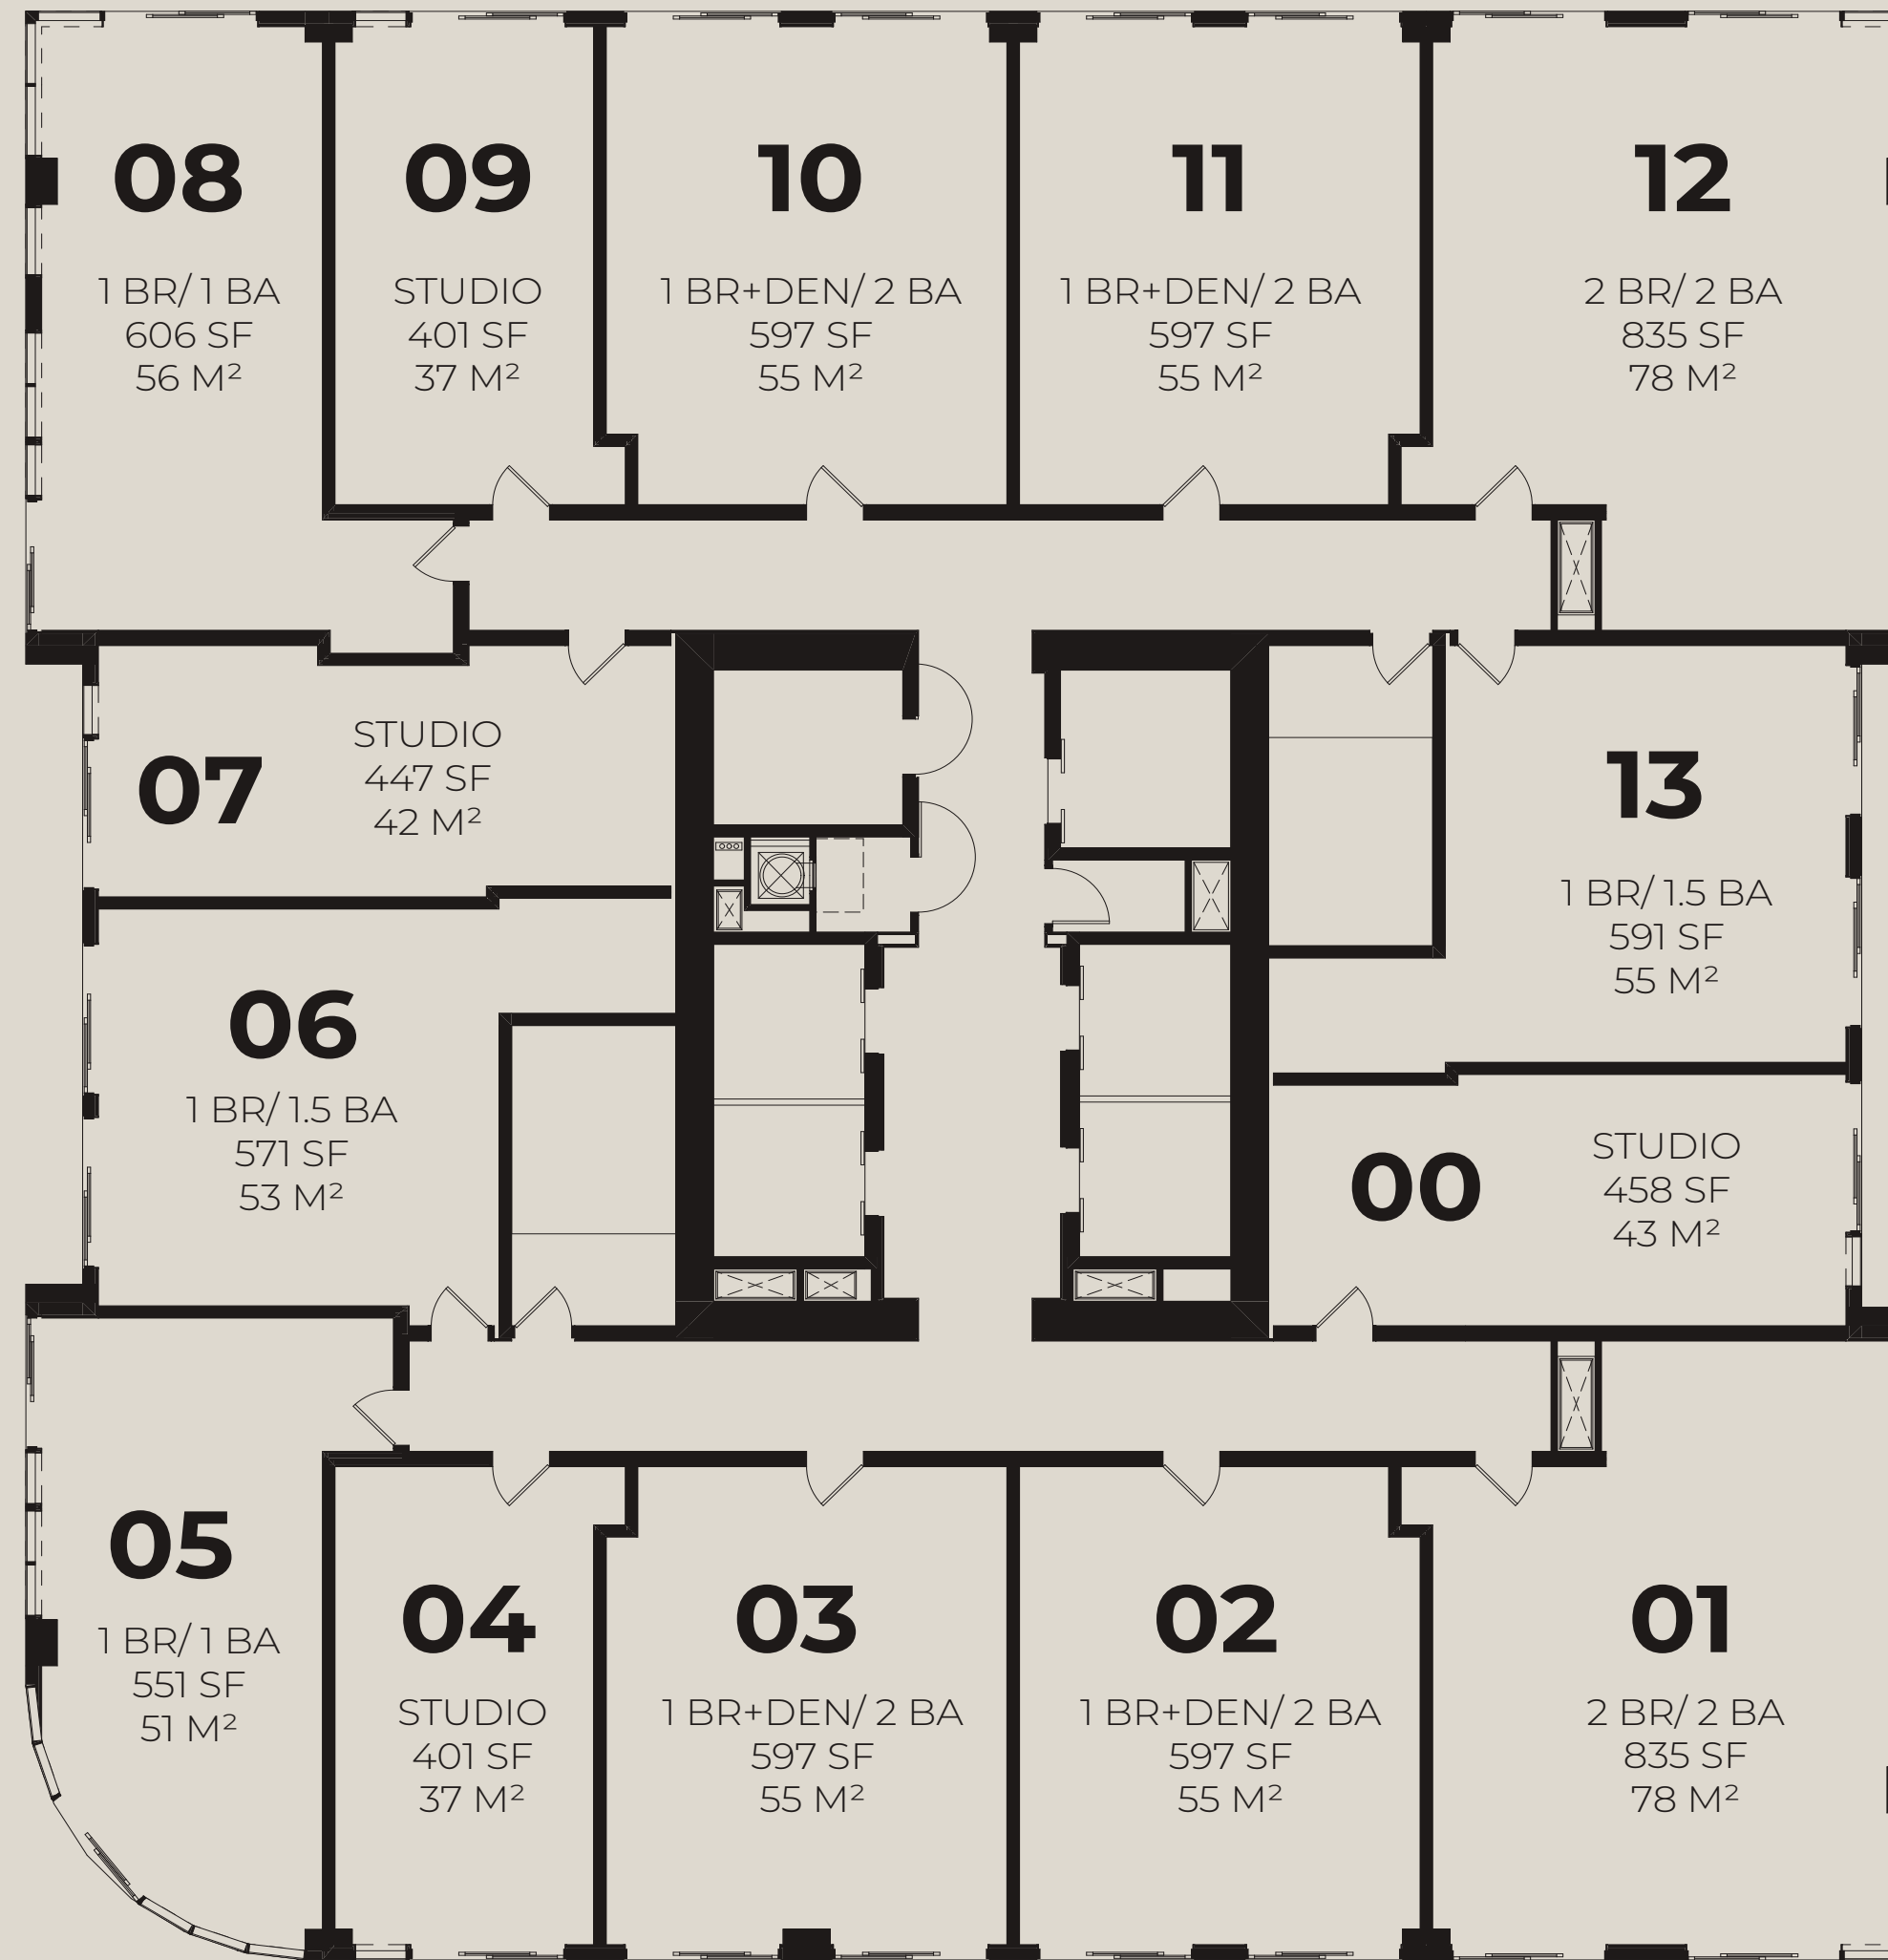 08
1 BR/ 1 BA
606 SF
56 M²
09
STUDIO
401 SF
37 M²
10
1 BR+DEN/ 2 BA
597 SF
55 M²
11
1 BR+DEN/ 2 BA
597 SF
55 M²
12
2 BR/ 2 BA
835 SF
78 M²
07
STUDIO
447 SF
42 M²
13
1 BR/ 1.5 BA
591 SF
55 M²
06
1 BR/ 1.5 BA
571 SF
53 M²
00
STUDIO
458 SF
43 M²
05
1 BR/ 1 BA
551 SF
51 M²
04
STUDIO
401 SF
37 M²
03
1 BR+DEN/ 2 BA
597 SF
55 M²
02
1 BR+DEN/ 2 BA
597 SF
55 M²
01
2 BR/ 2 BA
835 SF
78 M²